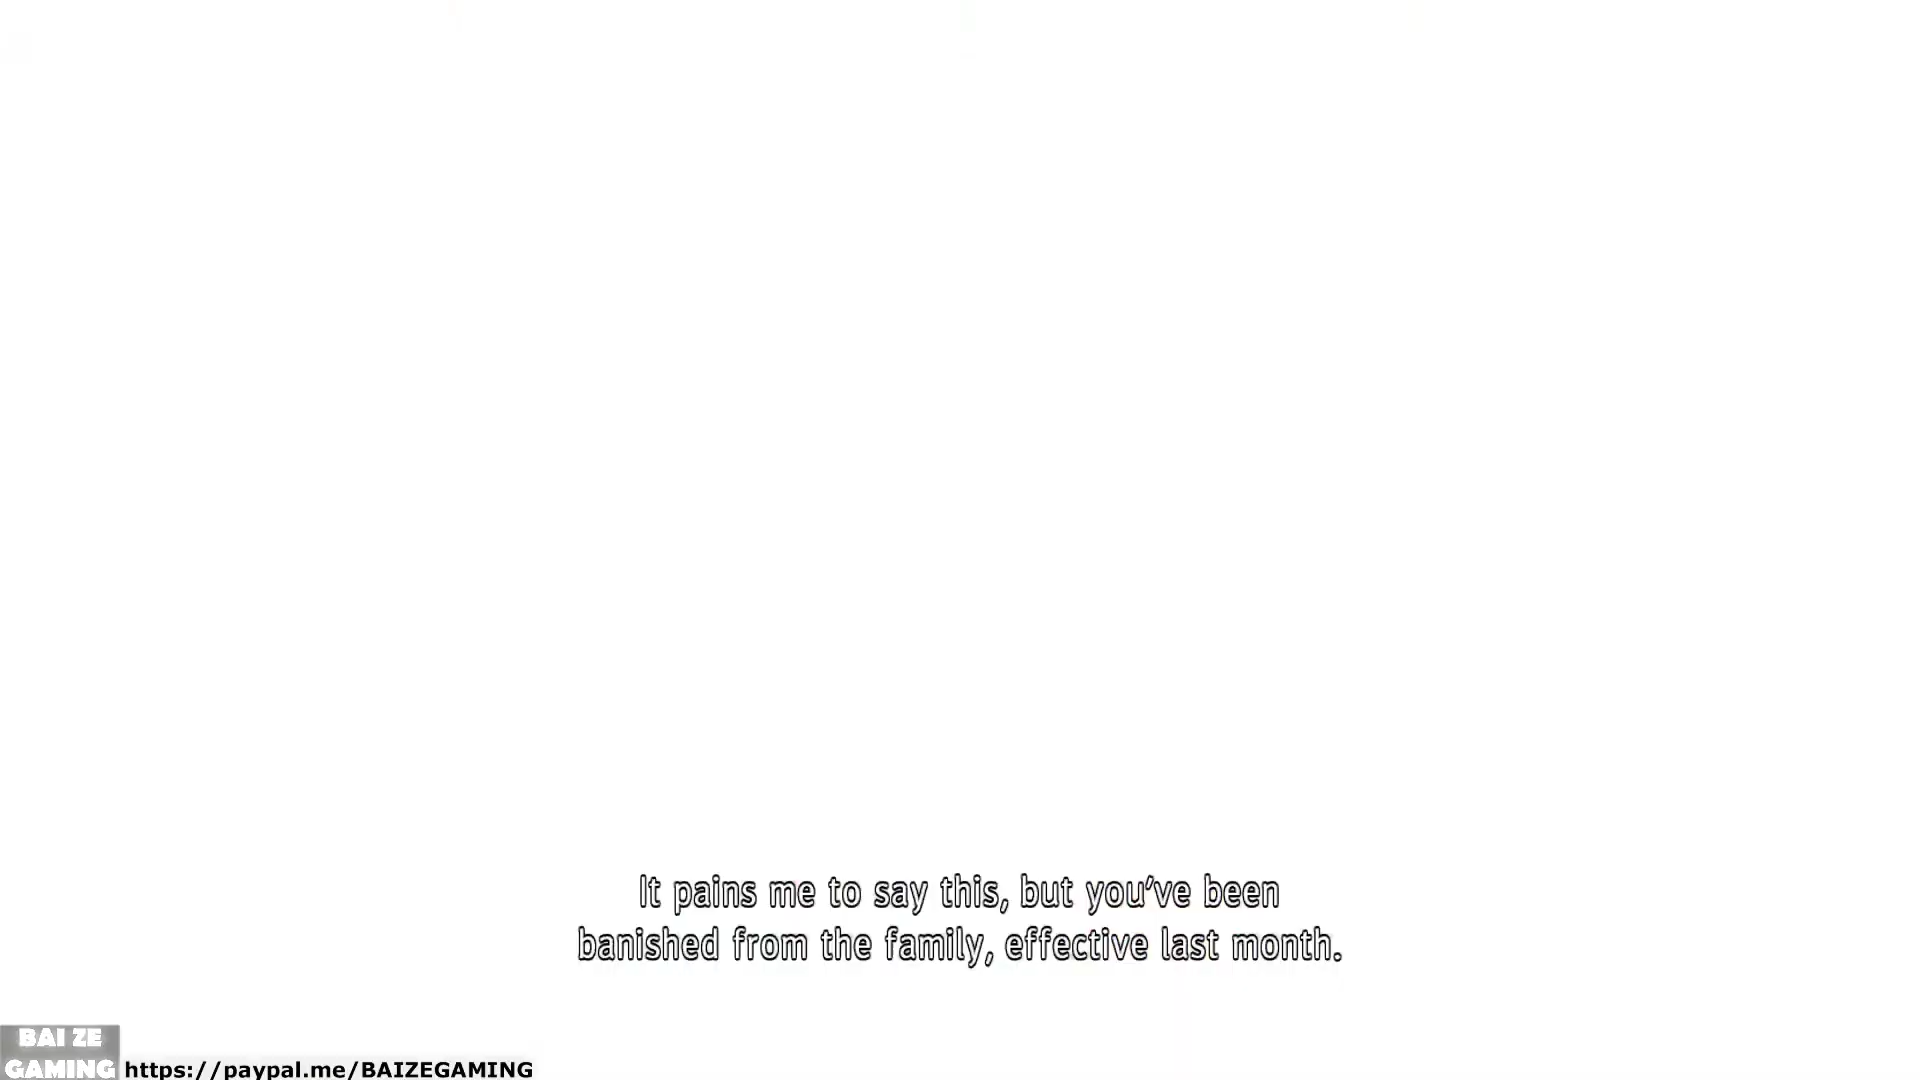 It pains me to say this, but you've been
banished from the family, effective last month.
BAI ZE
GAMING https://paypal.me/BAIZEGAMING